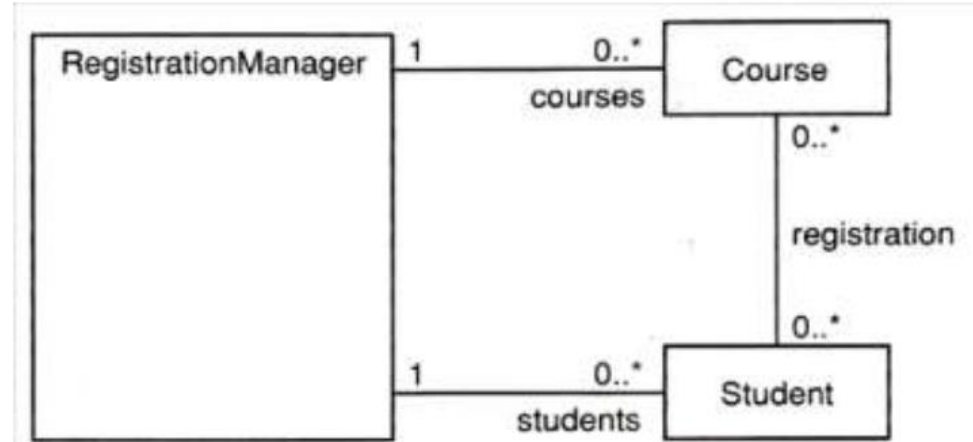 RegistrationManager
1
0..*
courses
Course
0..*
registration
0..*
1
0..*
students
Student